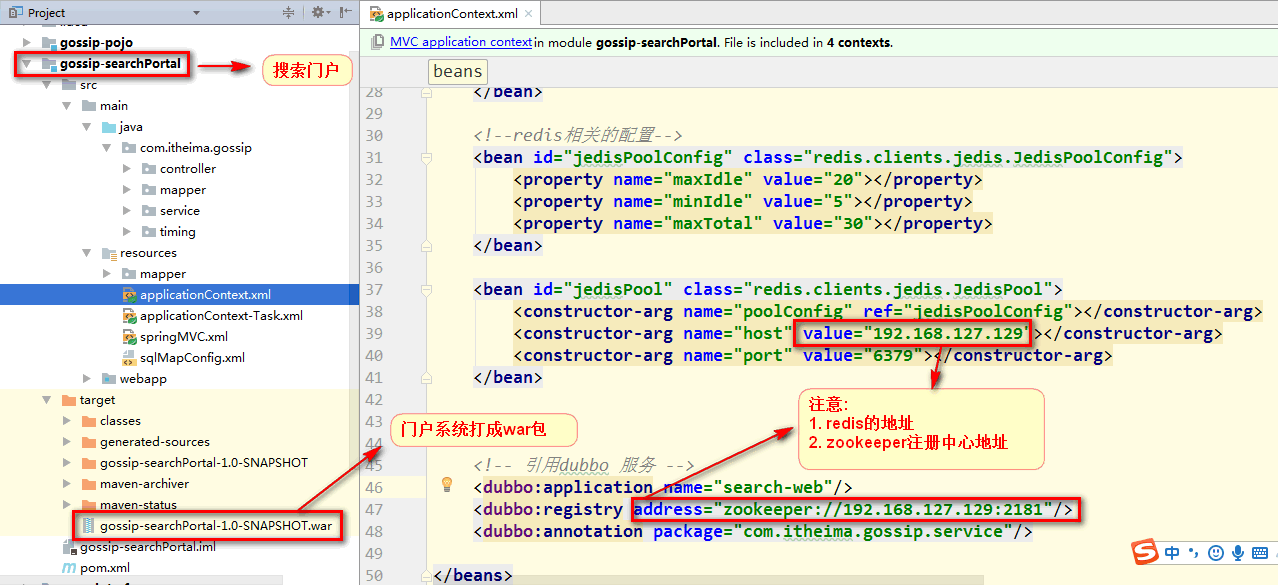 Project
gossip-pojo
gossip-searchPortal
搜索门户
src
main
java
com.itheima.gossip
controller
mapper
service
timing
resources
mapper
applicationContext.xml
applicationContext-Task.xml
springMVC.xml
sqlMapConfig.xml
webapp
target
classes
generated-sources
gossip-searchPortal-1.0-SNAPSHOT
maven-archiver
maven-status
gossip-searchPortal-1.0-SNAPSHOT.war
gossip-searchPortal.iml
pom.xml
门户系统打成war包
applicationContext.xml
MVC application context in module gossip-searchPortal. File is included in 4 contexts.
beans
28 </bean>
29
30 <!--redis相关的配置-->
31 <bean id="jedisPoolConfig" class="redis.clients.jedis.JedisPoolConfig">
32 <property name="maxIdle" value="20"></property>
33 <property name="minIdle" value="5"></property>
34 <property name="maxTotal" value="30"></property>
35 </bean>
36
37 <bean id="jedisPool" class="redis.clients.jedis.JedisPool">
38 <constructor-arg name="poolConfig" ref="jedisPoolConfig"></constructor-arg>
39 <constructor-arg name="host" value="192.168.127.129"></constructor-arg>
40 <constructor-arg name="port" value="6379"></constructor-arg>
41 </bean>
42
注意:
1. redis的地址
2. zookeeper注册中心地址
43
44
45 <!-- 引用dubbo 服务 -->
46 <dubbo:application name="search-web"/>
47 <dubbo:registry address="zookeeper://192.168.127.129:2181"/>
48 <dubbo:annotation package="com.itheima.gossip.service"/>
49
50 </beans>
S 中